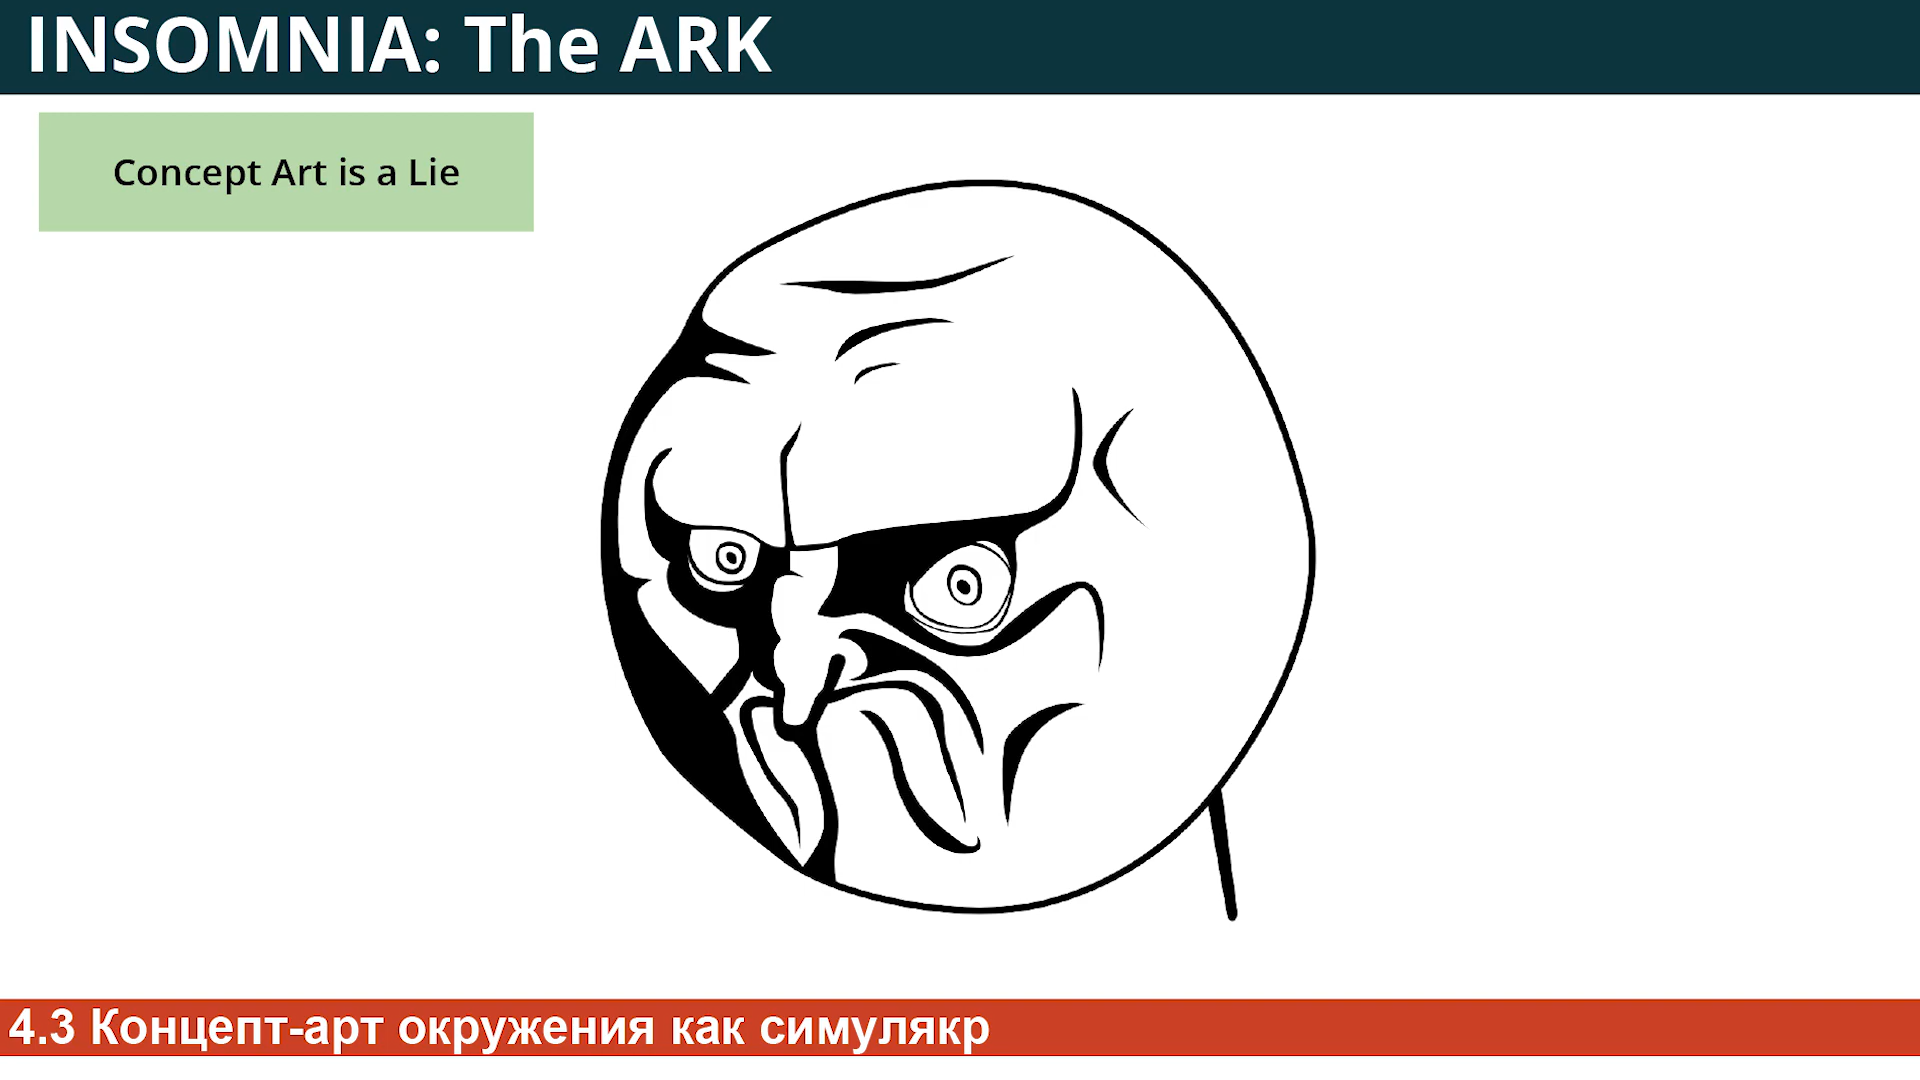 INSOMNIA: The ARK
Concept Art is a Lie
4.3 Концепт-арт окружения как симулякр